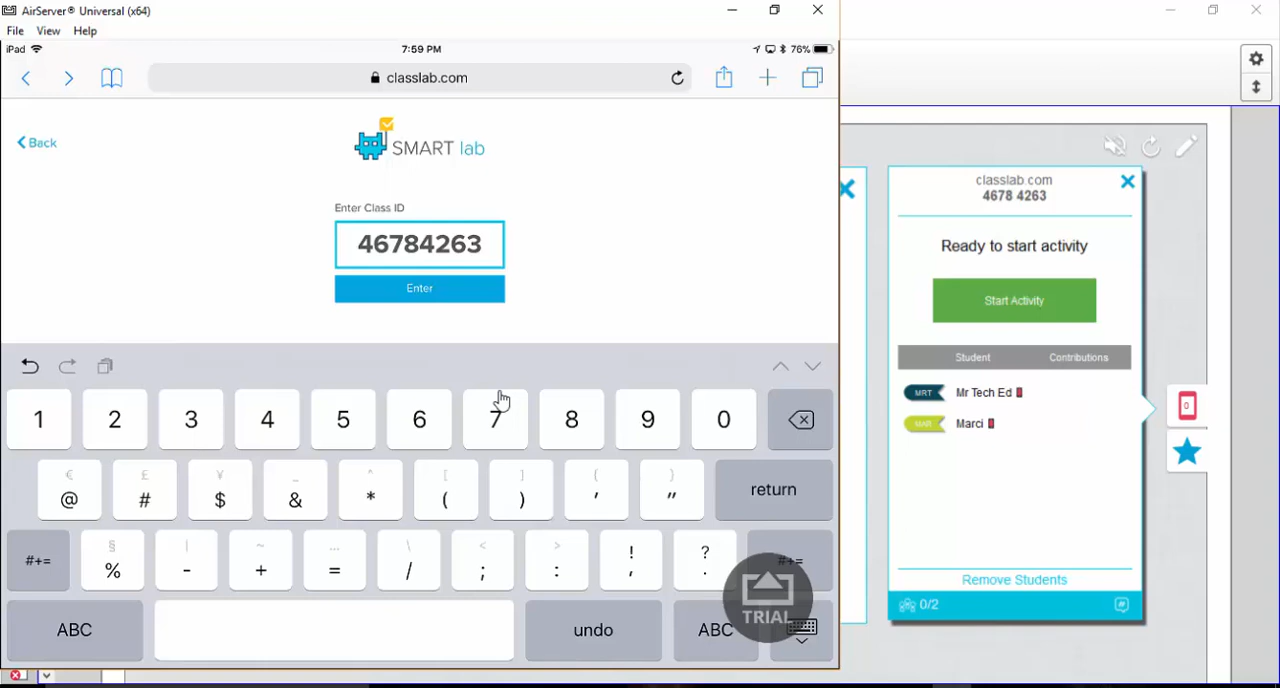 AirServer® Universal (x64)
File View Help
iPad 7:59 PM 76%
classlab.com
Back
SMART lab
Enter Class ID
46784263
Enter
1 2 3 4 5 6 7 8 9 0
€ £ ¥ _ ^ [ ] { }
@ # $ & * ( ) ' " return
§ | ~ … \ < > ! ?
#+= % - + = / ; : , . #+=
ABC undo ABC
TRIAL
classlab.com
4678 4263
Ready to start activity
Start Activity
Student Contributions
MRT Mr Tech Ed
MAR Marci
0
Remove Students
0/2 #